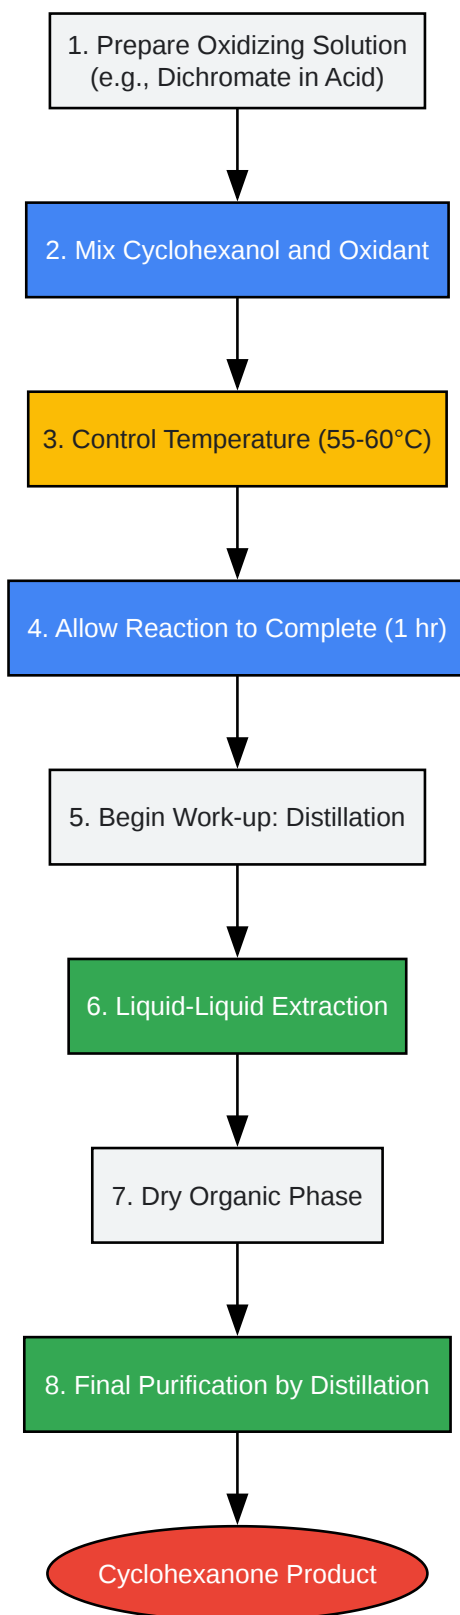 1. Prepare Oxidizing Solution
(e.g., Dichromate in Acid)
2. Mix Cyclohexanol and Oxidant
3. Control Temperature (55-60°C)
4. Allow Reaction to Complete (1 hr)
5. Begin Work-up: Distillation
6. Liquid-Liquid Extraction
7. Dry Organic Phase
8. Final Purification by Distillation
Cyclohexanone Product